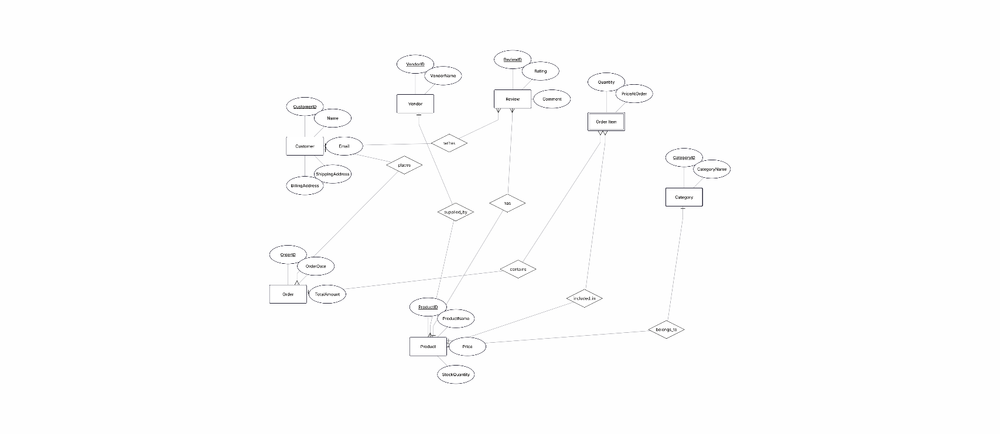 ReviewID
VendorID
Rating
VendorName
Quantity
PriceAtOrder
Review
Comment
Vendor
CustomerID
Name
Order Item
Customer
Email
writes
CategoryID
places
CategoryName
ShippingAddress
BillingAddress
Category
has
supplied_by
OrderID
OrderDate
contains
Order
TotalAmount
included_in
ProductID
ProductName
belongs_to
Product
Price
StockQuantity